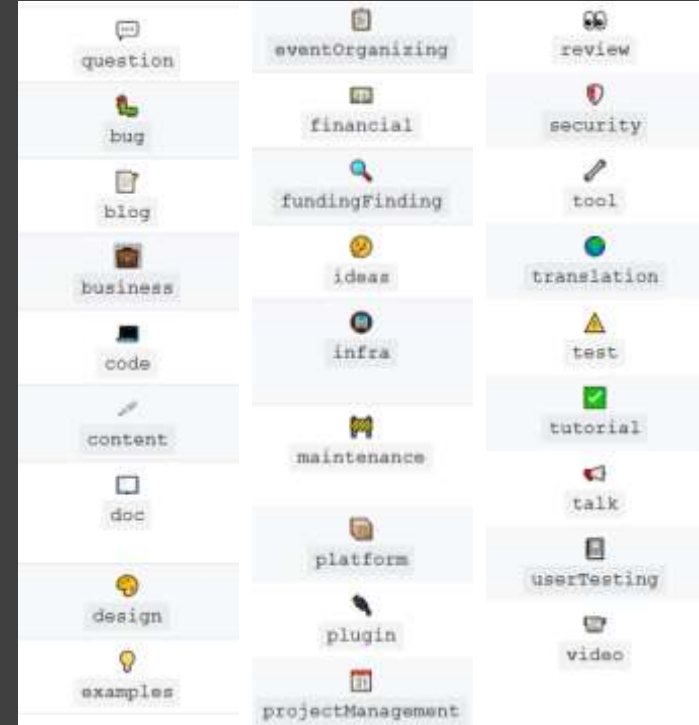 question
bug
blog
business
code
content
doc
design
examples
eventOrganizing
financial
fundingFinding
ideas
infra
maintenance
platform
plugin
projectManagement
review
security
tool
translation
test
tutorial
talk
userTesting
video